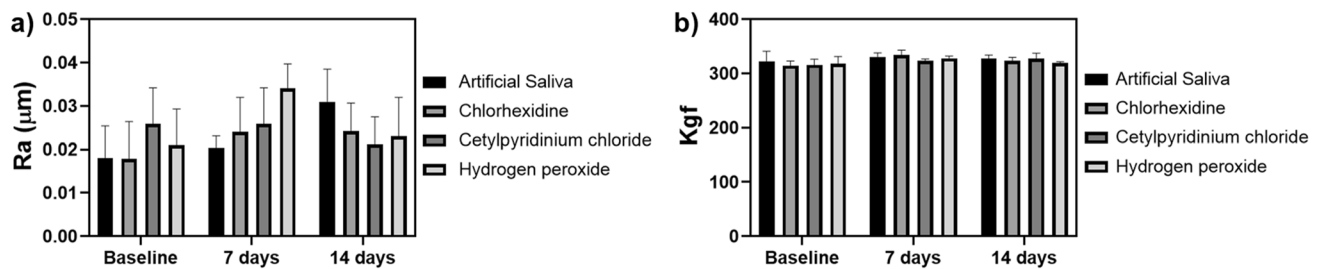 a)
Ra (µm)
0.05
0.04
0.03
0.02
0.01
0.00
Baseline
7 days
14 days
Artificial Saliva
Chlorhexidine
Cetylpyridinium chloride
Hydrogen peroxide
b)
Kgf
400
300
200
100
0
Baseline
7 days
14 days
Artificial Saliva
Chlorhexidine
Cetylpyridinium chloride
Hydrogen peroxide